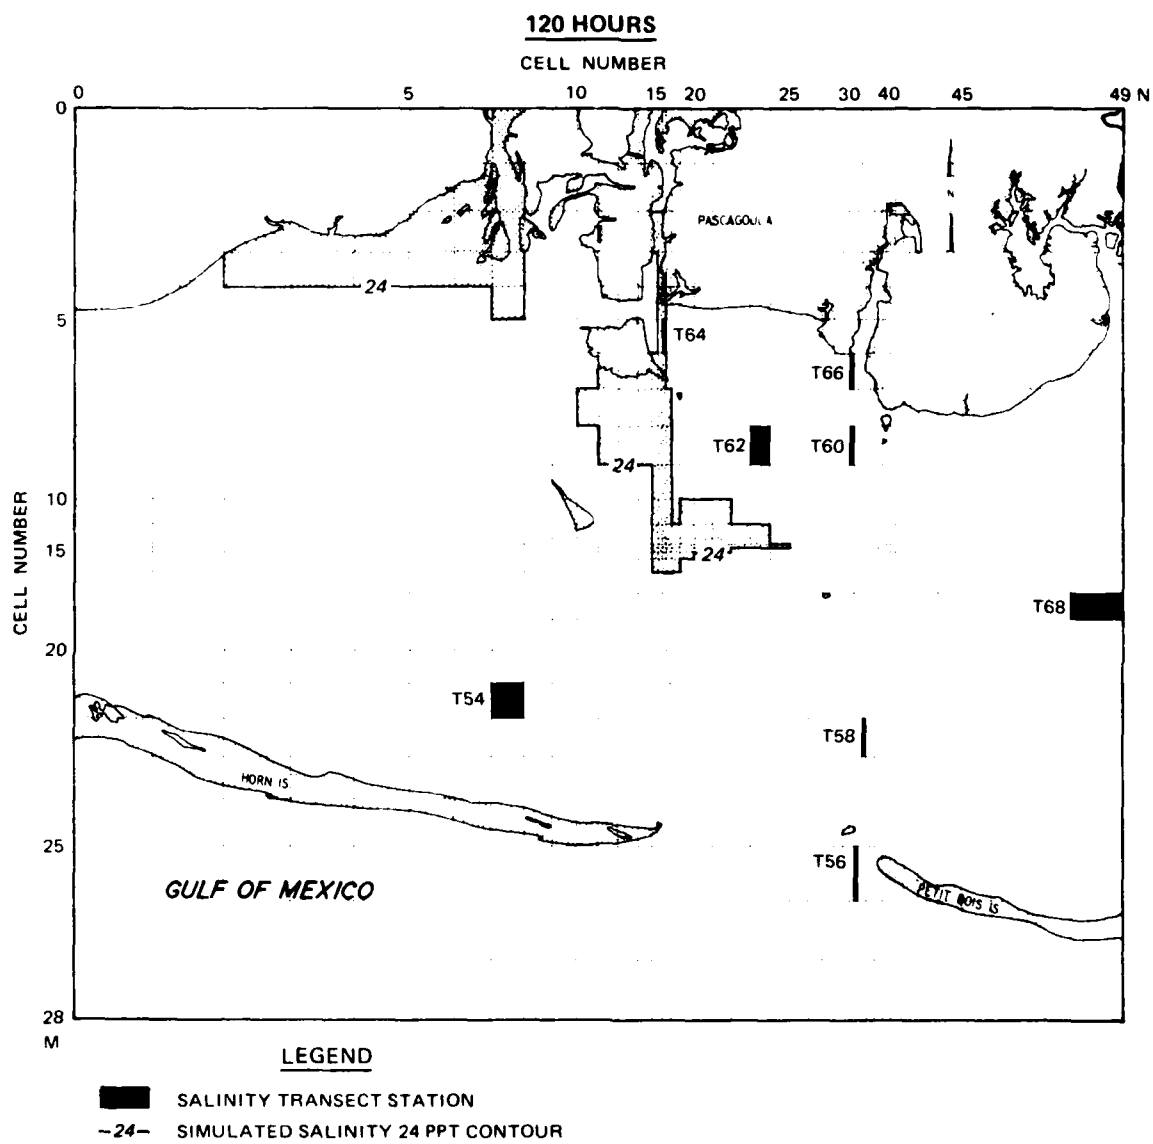 120 HOURS
CELL NUMBER
0 5 10 15 20 25 30 40 45 49 N
0
N
PASCAGOULA
24
5
T64
T66
T62 T60
24
10
15
24
CELL NUMBER
T68
20
T54
T58
HORN IS
25
T56
GULF OF MEXICO
PETIT BOIS IS
28
M
LEGEND
SALINITY TRANSECT STATION
–24– SIMULATED SALINITY 24 PPT CONTOUR